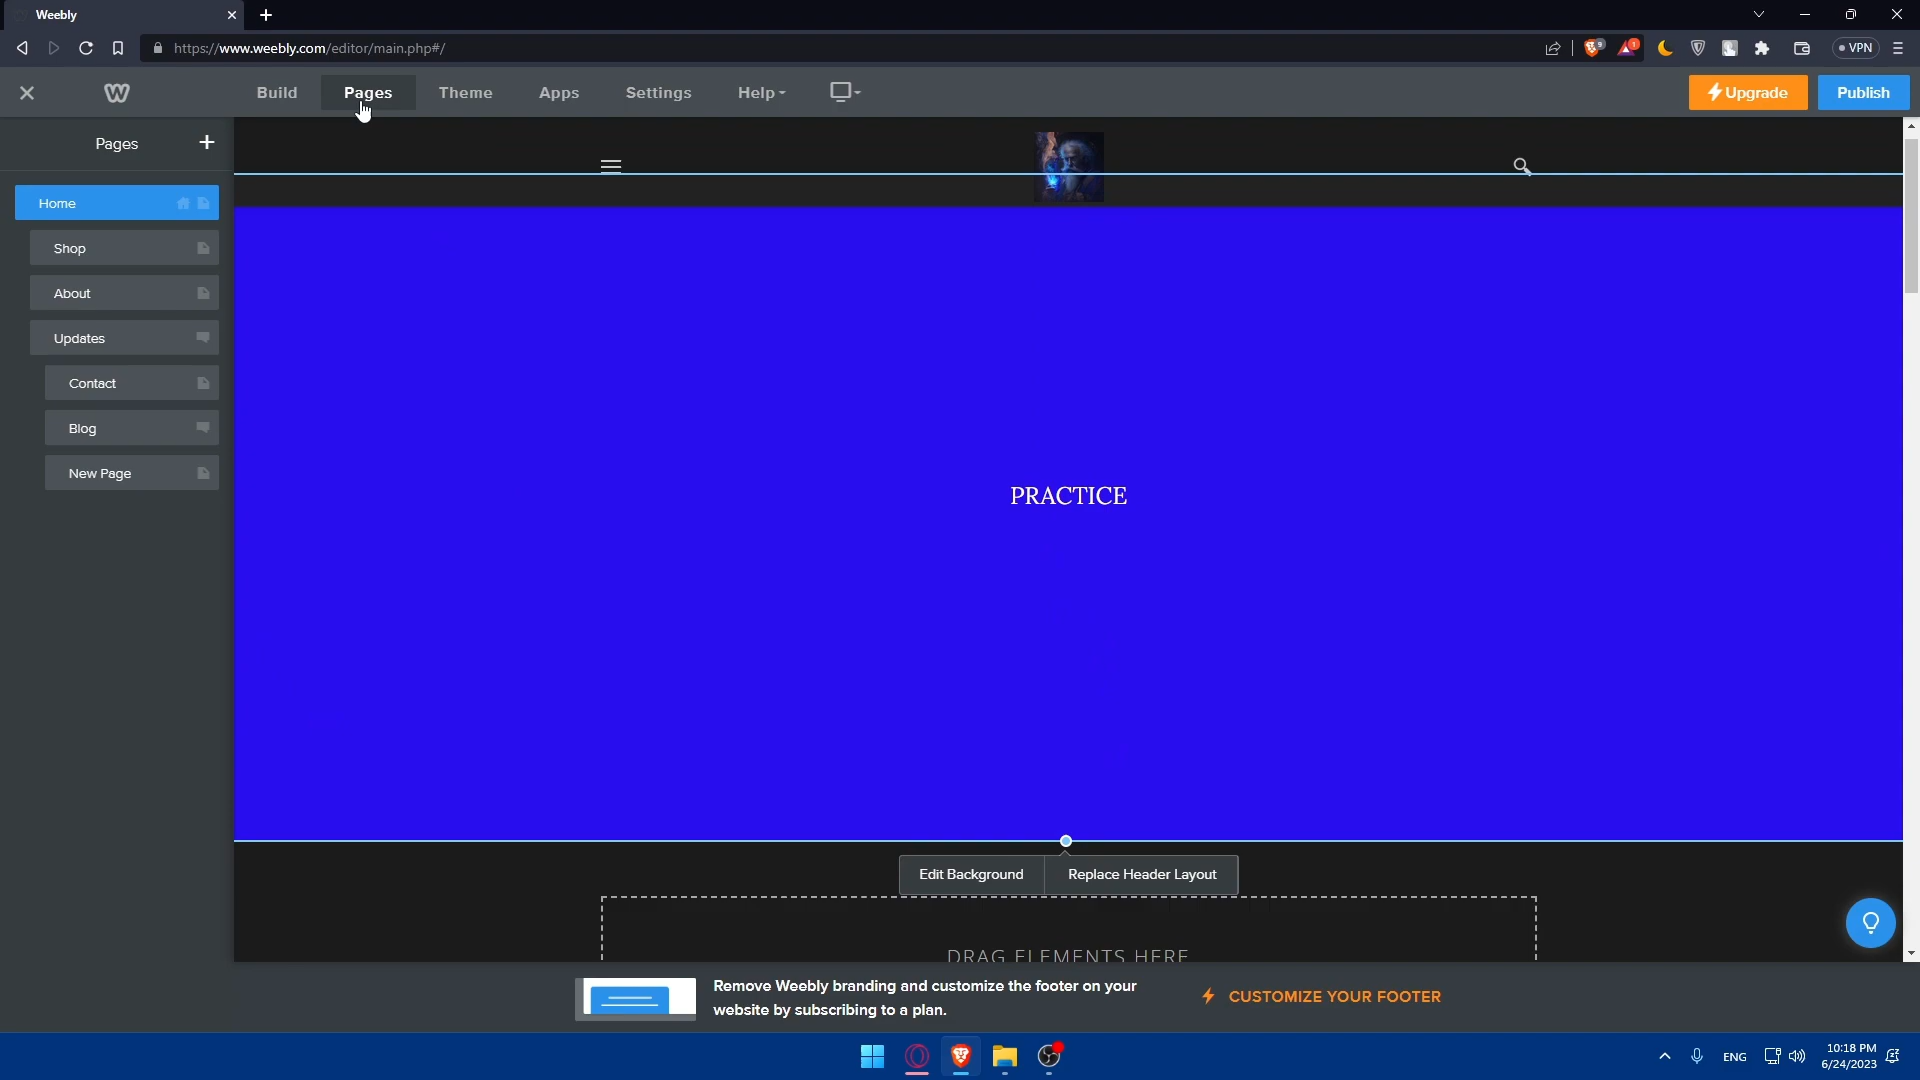 Weebly
https://www.weebly.com/editor/main.php#/
9
1
VPN
Build
Pages
Theme
Apps
Settings
Help
Upgrade
Publish
Pages
Home
Shop
About
Updates
Contact
Blog
New Page
PRACTICE
Edit Background
Replace Header Layout
DRAG ELEMENTS HERE
Remove Weebly branding and customize the footer on your
website by subscribing to a plan.
CUSTOMIZE YOUR FOOTER
ENG
10:18 PM
6/24/2023